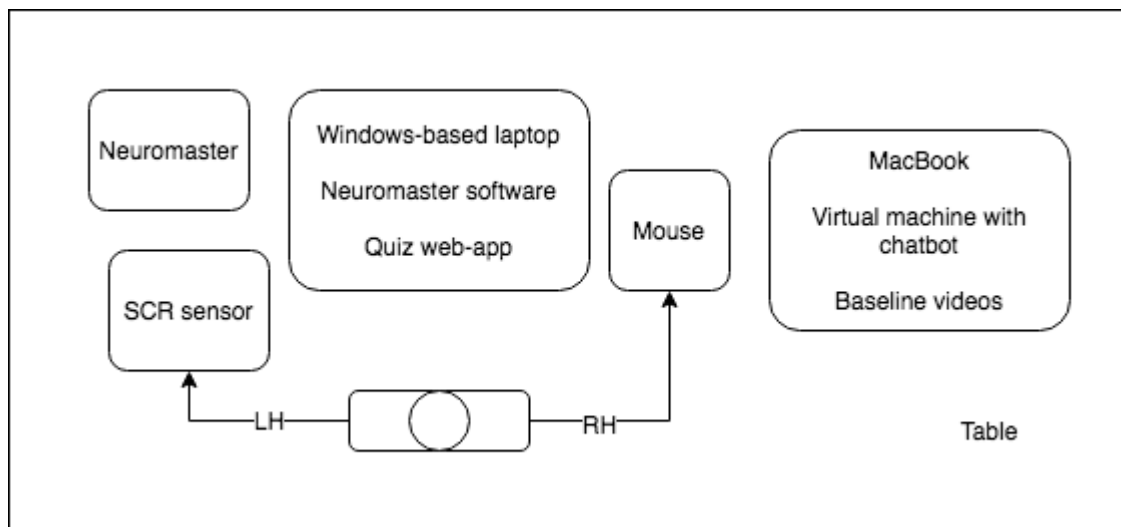 Neuromaster
Windows-based laptop
Neuromaster software
Quiz web-app
Mouse
MacBook
Virtual machine with
chatbot
Baseline videos
SCR sensor
LH
RH
Table